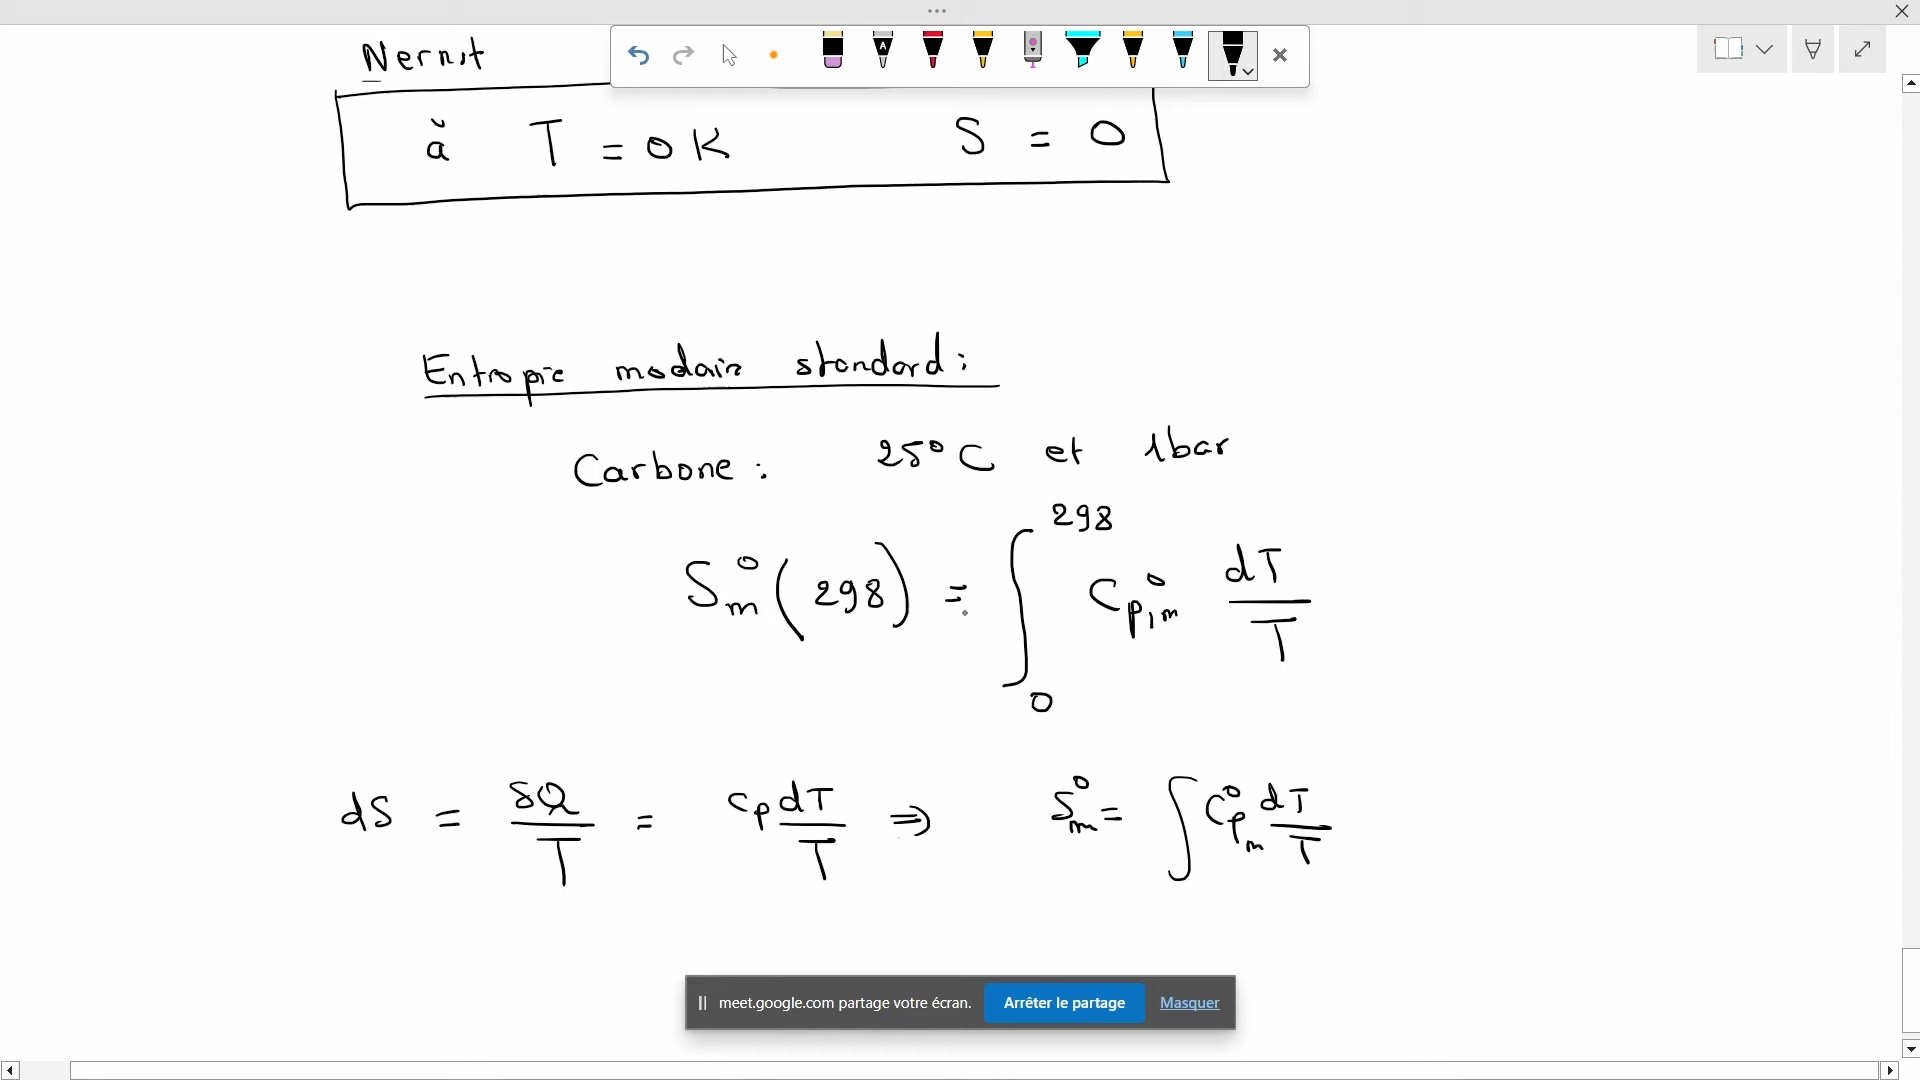 Nernst
à T = 0 K S = 0
Entropie molaire standard :
Carbone : 25° C et 1bar
S°m (298) = ∫₀²⁹⁸ C°p,m dT/T
dS = δQ/T = Cp dT/T ⇒ S°m = ∫ C°pm dT/T
meet.google.com partage votre écran. Arrêter le partage Masquer